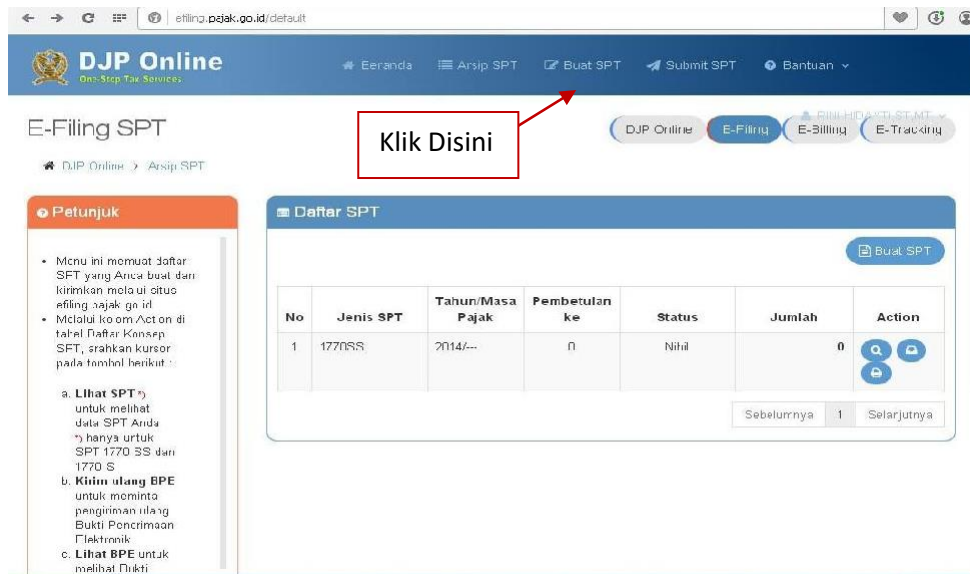 efiling.pajak.go.id/default
DJP Online
One-Stop Tax Services
Beranda Arsip SPT Buat SPT Submit SPT Bantuan
Klik Disini
E-Filing SPT
DJP Online E-Filing E-Billing E-Tracking
DJP Online > Arsip SPT
Petunjuk
Menu ini memuat daftar
SPT yang Anda buat dan
kirimkan melalui situs
efiling.pajak.go.id
Melalui kolom Action di
tabel Daftar Konsep
SPT, arahkan kursor
pada tombol berikut :
a. Lihat SPT *)
untuk melihat
data SPT Anda
*) hanya untuk
SPT 1770 SS dan
1770 S
b. Kirim ulang BPE
untuk meminta
pengiriman ulang
Bukti Penerimaan
Elektronik
c. Lihat BPE untuk
melihat Bukti
Daftar SPT
Buat SPT
No Jenis SPT Tahun/Masa Pajak Pembetulan ke Status Jumlah Action
1 1770SS 2014/--- 0 Nihil 0
Sebelumnya 1 Selanjutnya